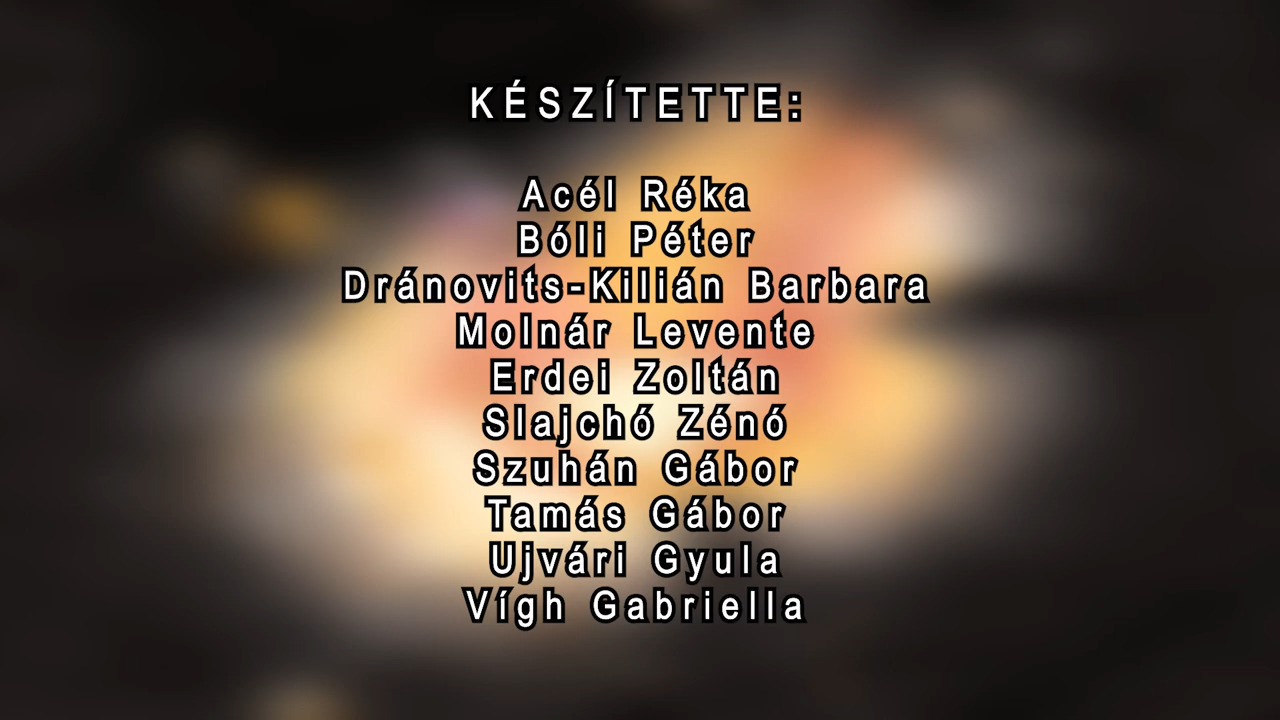 KÉSZÍTETTE:
Acél Réka
Bóli Péter
Dránovits-Kilián Barbara
Molnár Levente
Erdei Zoltán
Slajchó Zénó
Szuhán Gábor
Tamás Gábor
Ujvári Gyula
Vígh Gabriella